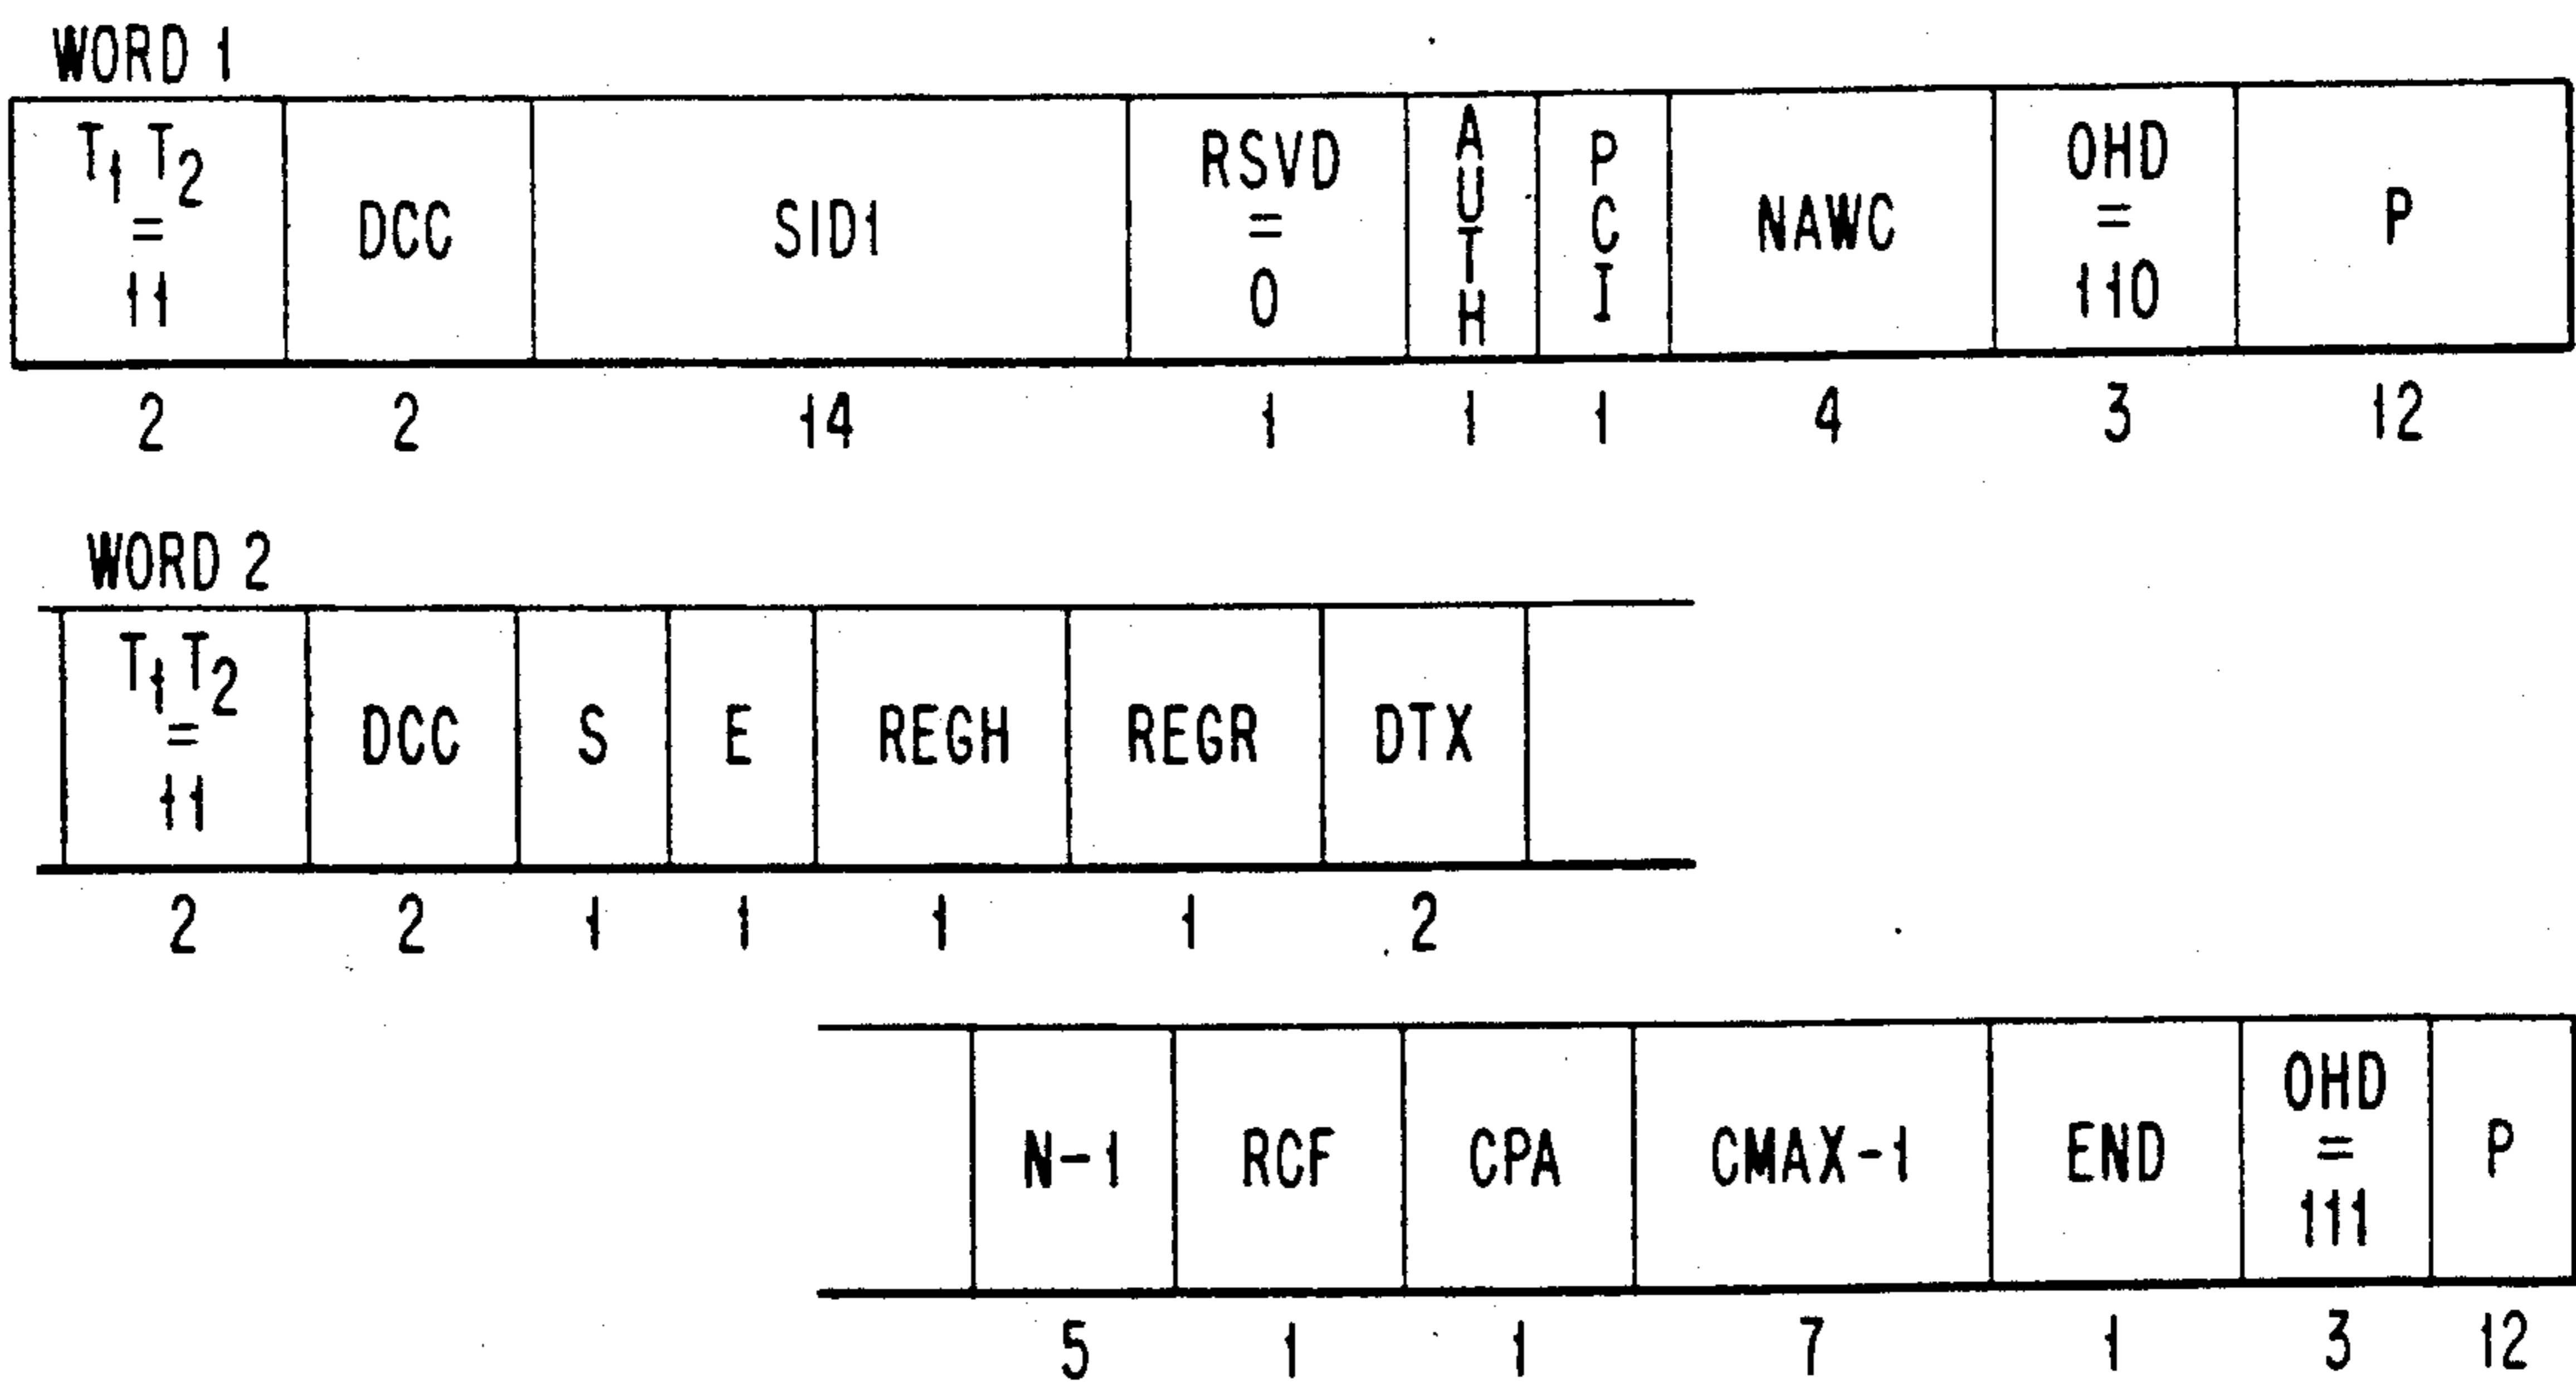 WORD 1
T1 T2 = 11
DCC
SID1
RSVD = 0
AUTH
PCI
NAWC
OHD = 110
P
2 2 14 1 1 1 4 3 12
WORD 2
T1 T2 = 11
DCC
S
E
REGH
REGR
DTX
2 2 1 1 1 1 2
N-1
RCF
CPA
CMAX-1
END
OHD = 111
P
5 1 1 7 1 3 12